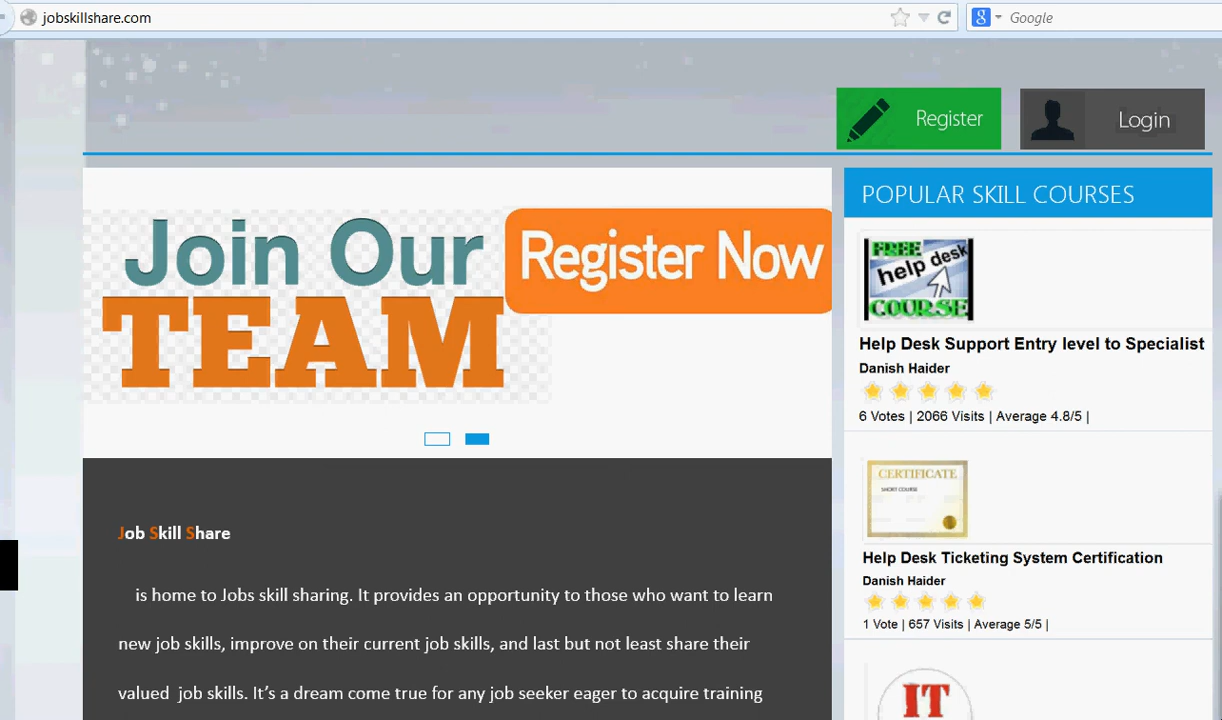 jobskillshare.com
Google
Register
Login
Join Our
TEAM
Register Now
POPULAR SKILL COURSES
FREE
help desk
COURSE
Help Desk Support Entry level to Specialist
Danish Haider
6 Votes | 2066 Visits | Average 4.8/5 |
CERTIFICATE
SHORT COURSE
Help Desk Ticketing System Certification
Danish Haider
1 Vote | 657 Visits | Average 5/5 |
IT
Job Skill Share
is home to Jobs skill sharing. It provides an opportunity to those who want to learn
new job skills, improve on their current job skills, and last but not least share their
valued  job skills. It’s a dream come true for any job seeker eager to acquire training